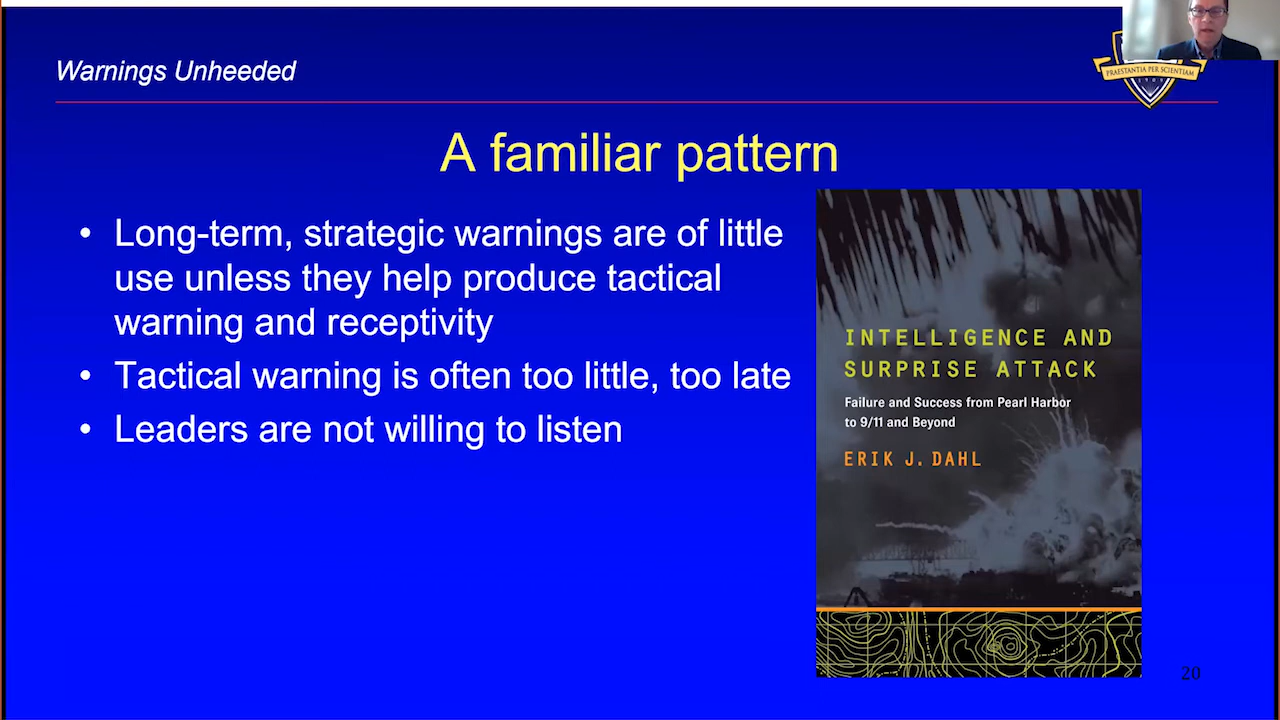 Warnings Unheeded
PRAESTANTIA PER SCIENTIAM
1909
A familiar pattern
• Long-term, strategic warnings are of little
use unless they help produce tactical
warning and receptivity
• Tactical warning is often too little, too late
• Leaders are not willing to listen
INTELLIGENCE AND
SURPRISE ATTACK
Failure and Success from Pearl Harbor
to 9/11 and Beyond
ERIK J. DAHL
20